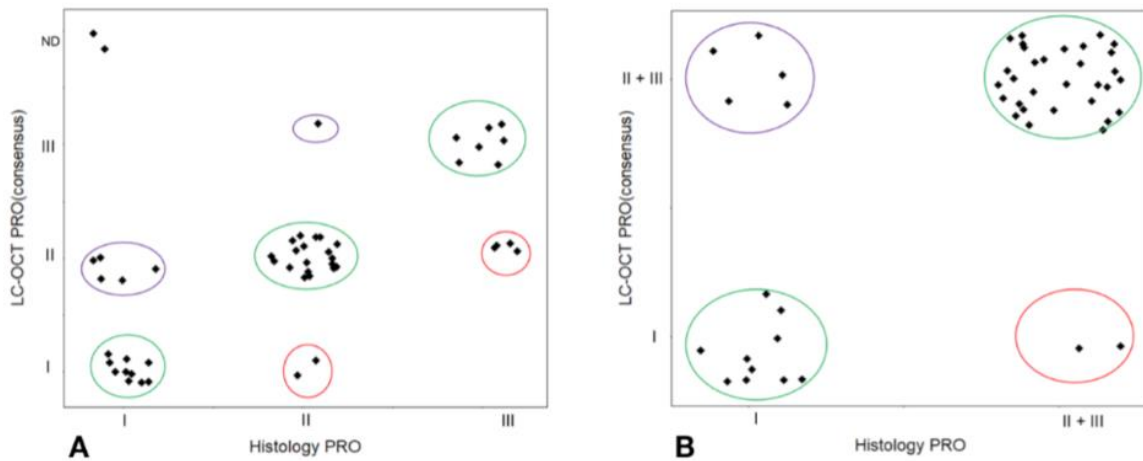 ND
III
II
I
LC-OCT PRO(consensus)
I II III
A
Histology PRO
II + III
I
LC-OCT PRO(consensus)
I II + III
B
Histology PRO